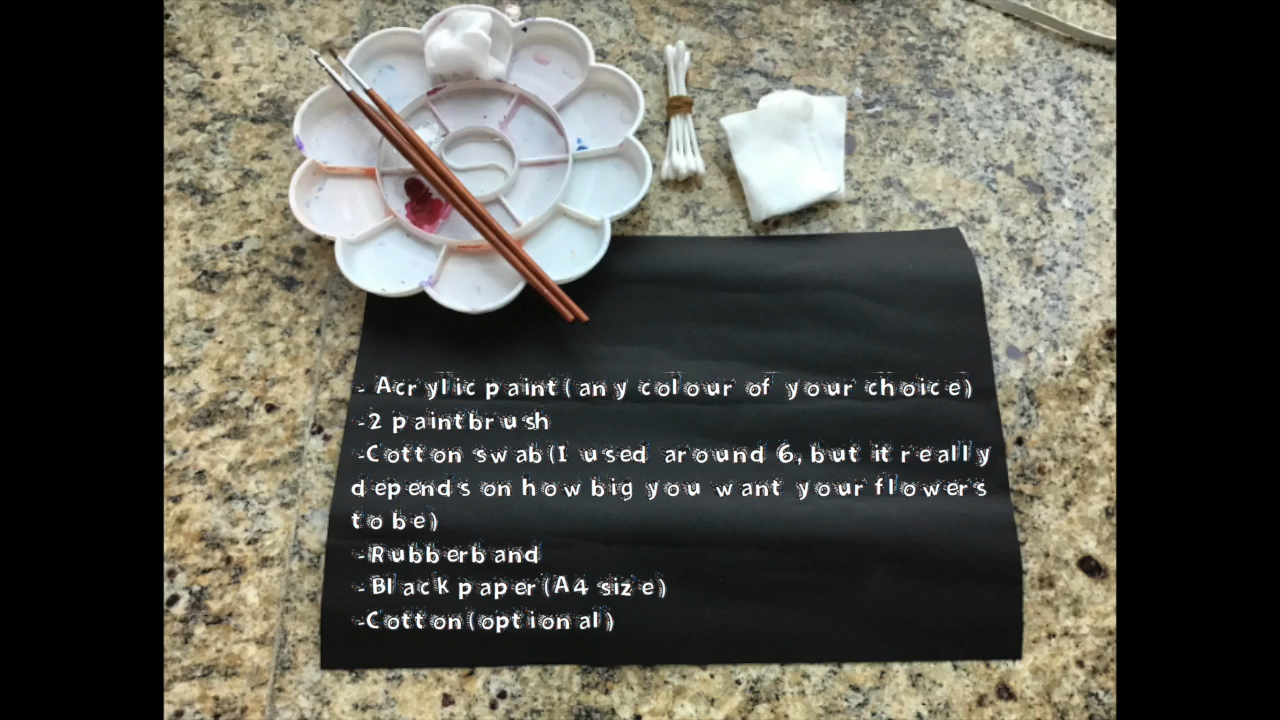 - Acrylic paint(any colour of your choice)
-2 paintbrush
-Cotton swab(I used around 6,but it really
depends on how big you want your flowers
to be)
-Rubberband
- Black paper(A4 size)
-Cotton(optional)